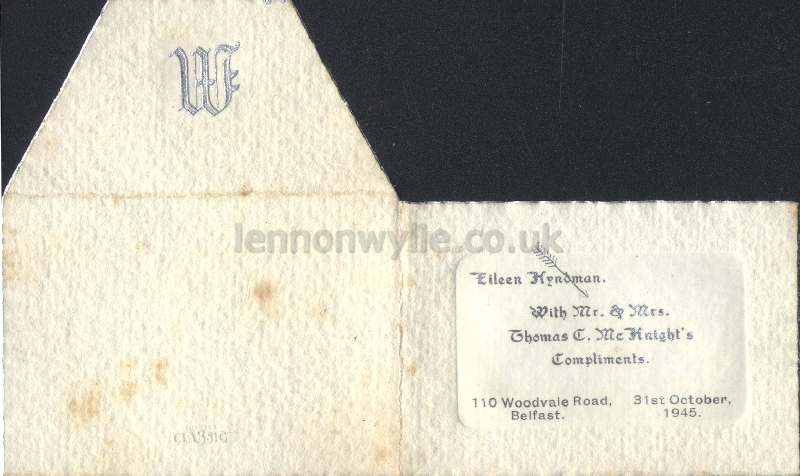 W
lennonwylie.co.uk
Eileen Hyndman.
With Mr. & Mrs.
Thomas C. McKnight's
Compliments.
110 Woodvale Road, 31st October,
Belfast. 1945.